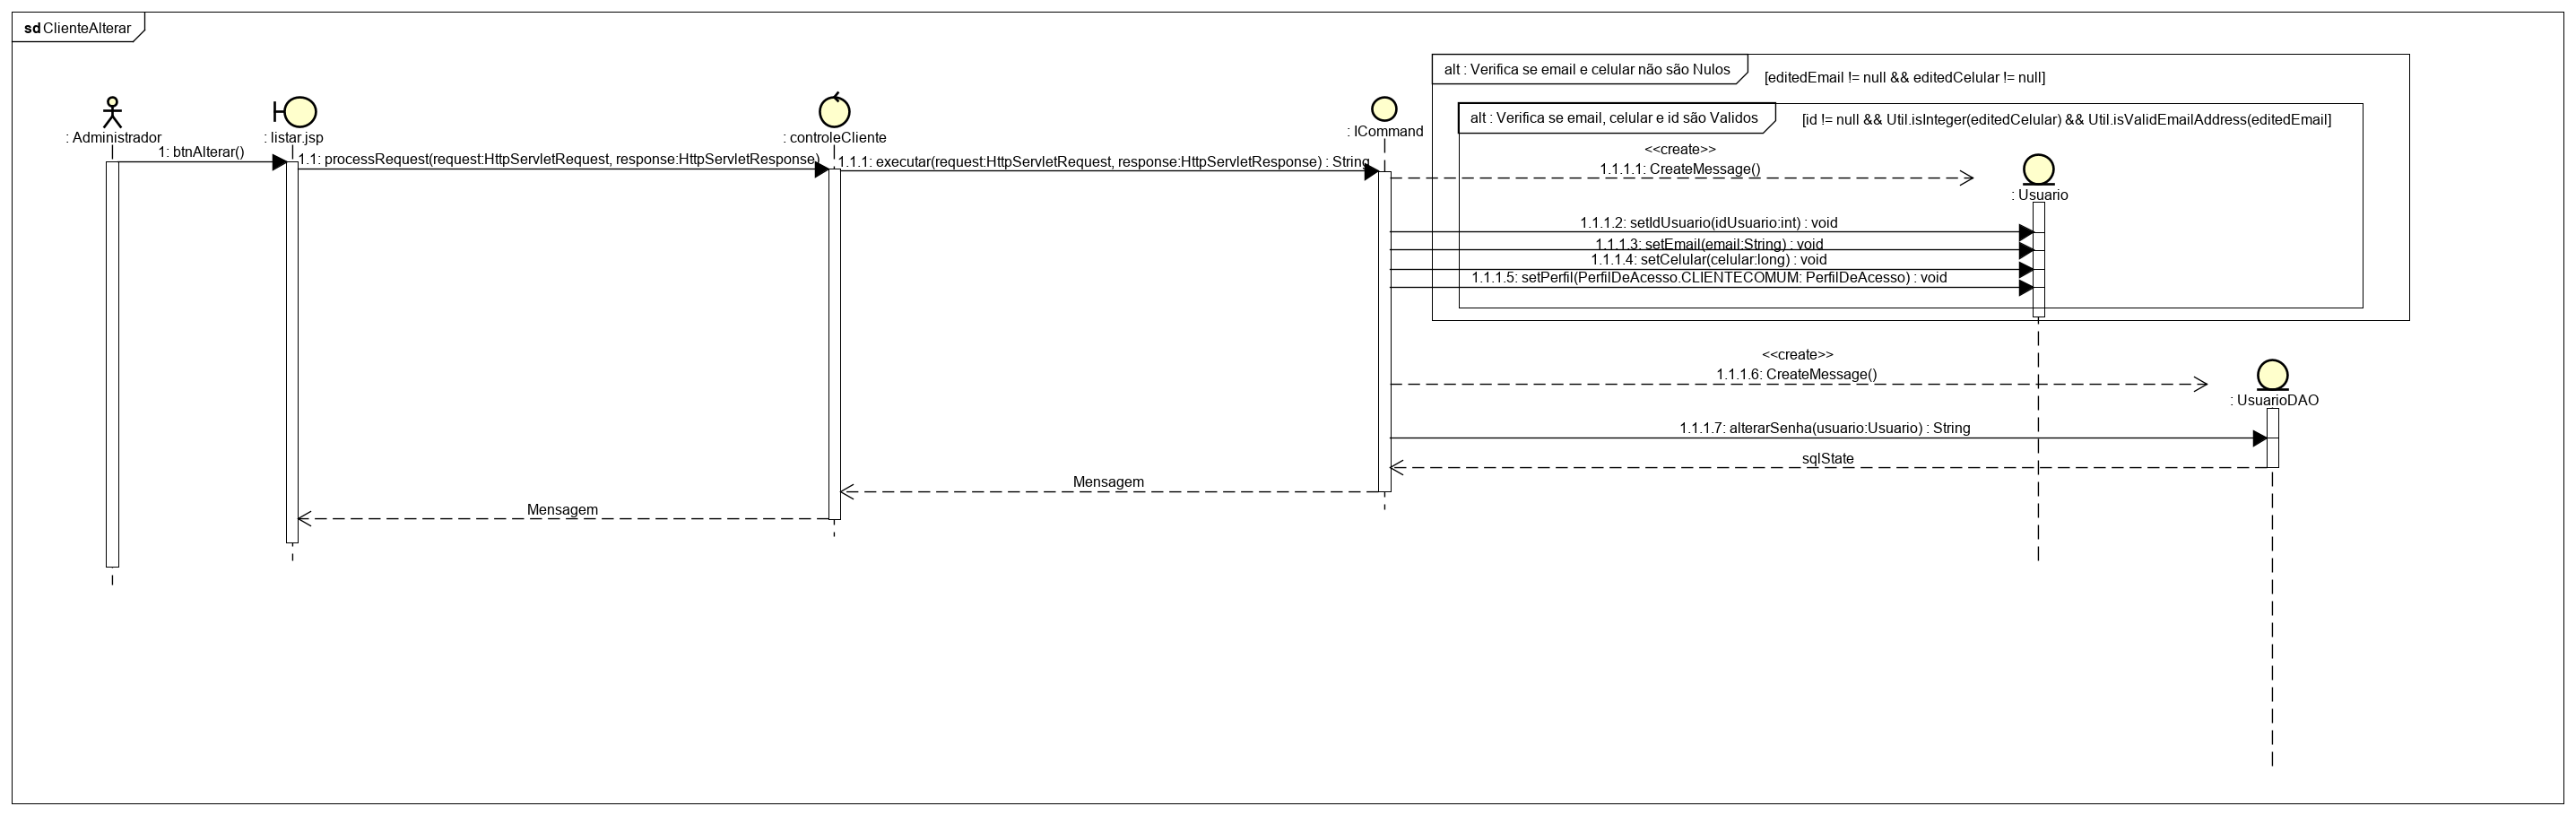 sd ClienteAlterar
alt : Verifica se email e celular não são Nulos
[editedEmail != null && editedCelular != null]
alt : Verifica se email, celular e id são Validos
[id != null && Util.isInteger(editedCelular) && Util.isValidEmailAddress(editedEmail]
: Administrador
: listar.jsp
: controleCliente
: ICommand
1: btnAlterar()
1.1: processRequest(request:HttpServletRequest, response:HttpServletResponse)
1.1.1: executar(request:HttpServletRequest, response:HttpServletResponse) : String
<<create>>
1.1.1.1: CreateMessage()
: Usuario
1.1.1.2: setIdUsuario(idUsuario:int) : void
1.1.1.3: setEmail(email:String) : void
1.1.1.4: setCelular(celular:long) : void
1.1.1.5: setPerfil(PerfilDeAcesso.CLIENTECOMUM: PerfilDeAcesso) : void
<<create>>
1.1.1.6: CreateMessage()
: UsuarioDAO
1.1.1.7: alterarSenha(usuario:Usuario) : String
sqlState
Mensagem
Mensagem